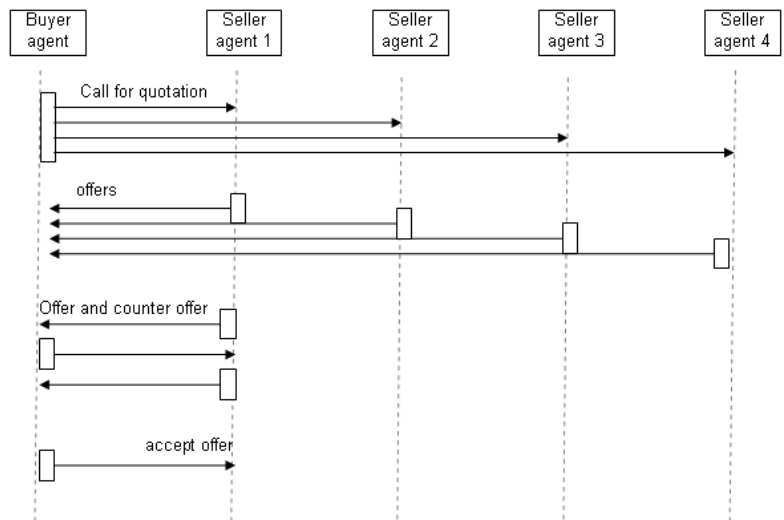 Buyer
agent
Seller
agent 1
Seller
agent 2
Seller
agent 3
Seller
agent 4
Call for quotation
offers
Offer and counter offer
accept offer